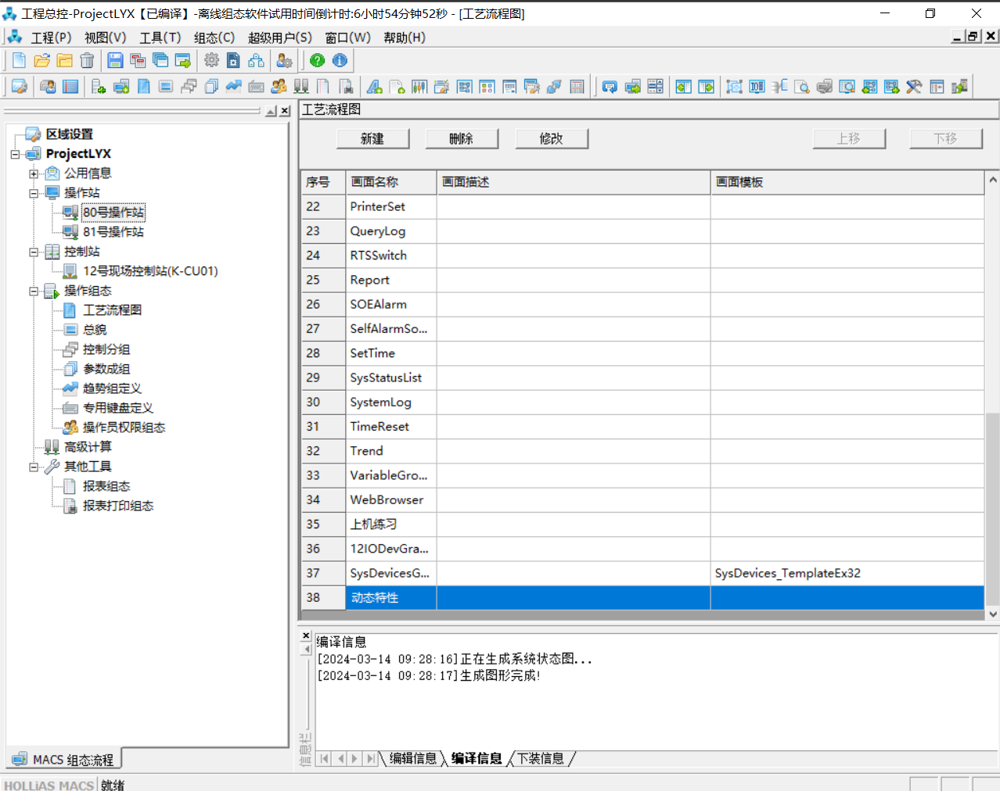 工程总控-ProjectLYX【已编译】-离线组态软件试用时间倒计时:6小时54分钟52秒 - [工艺流程图]
工程(P) 视图(V) 工具(T) 组态(C) 超级用户(S) 窗口(W) 帮助(H)
区域设置
ProjectLYX
公用信息
操作站
80号操作站
81号操作站
控制站
12号现场控制站(K-CU01)
操作组态
工艺流程图
总貌
控制分组
参数成组
趋势组定义
专用键盘定义
操作员权限组态
高级计算
其他工具
报表组态
报表打印组态
MACS 组态流程
工艺流程图
新建 删除 修改 上移 下移
序号 画面名称 画面描述 画面模板
22 PrinterSet
23 QueryLog
24 RTSSwitch
25 Report
26 SOEAlarm
27 SelfAlarmSo...
28 SetTime
29 SysStatusList
30 SystemLog
31 TimeReset
32 Trend
33 VariableGro...
34 WebBrowser
35 上机练习
36 12IODevGra...
37 SysDevicesG... SysDevices_TemplateEx32
38 动态特性
信息栏
编译信息
[2024-03-14 09:28:16]正在生成系统状态图...
[2024-03-14 09:28:17]生成图形完成!
编辑信息 编译信息 下装信息
HOLLiAS MACS 就绪